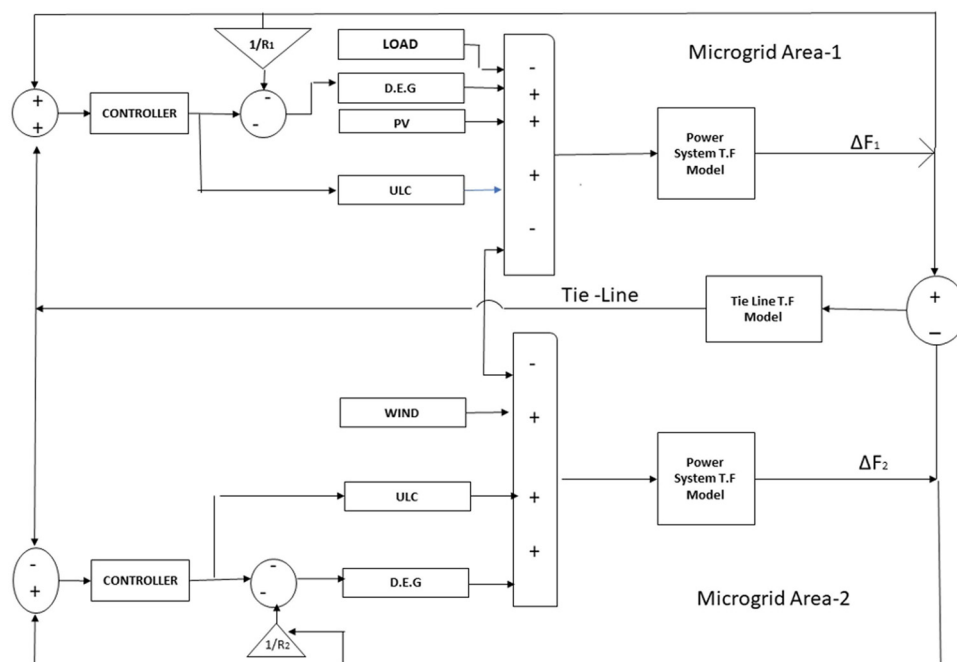 1/R1
LOAD
Microgrid Area-1
D.E.G
PV
CONTROLLER
ULC
+
+
-
-
-
+
+
+
-
Power
System T.F
Model
ΔF1
Tie -Line
Tie Line T.F
Model
+
−
WIND
-
+
+
+
Power
System T.F
Model
ΔF2
ULC
CONTROLLER
-
+
-
-
D.E.G
1/R2
Microgrid Area-2